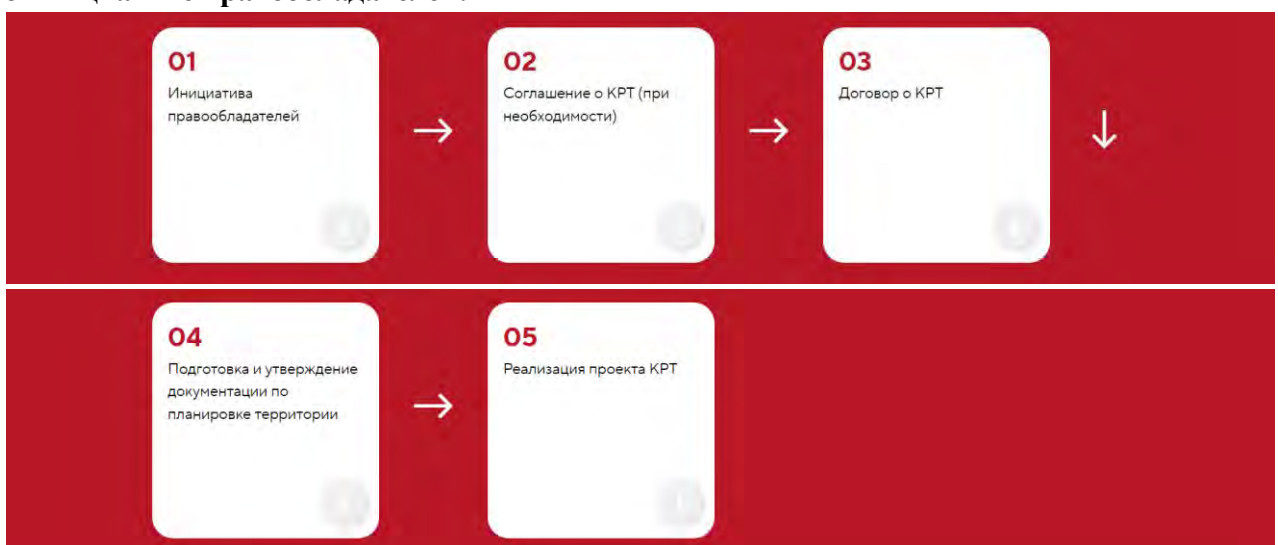 01
Инициатива
правообладателей
02
Соглашение о КРТ (при
необходимости)
03
Договор о КРТ
04
Подготовка и утверждение
документации по
планировке территории
05
Реализация проекта КРТ